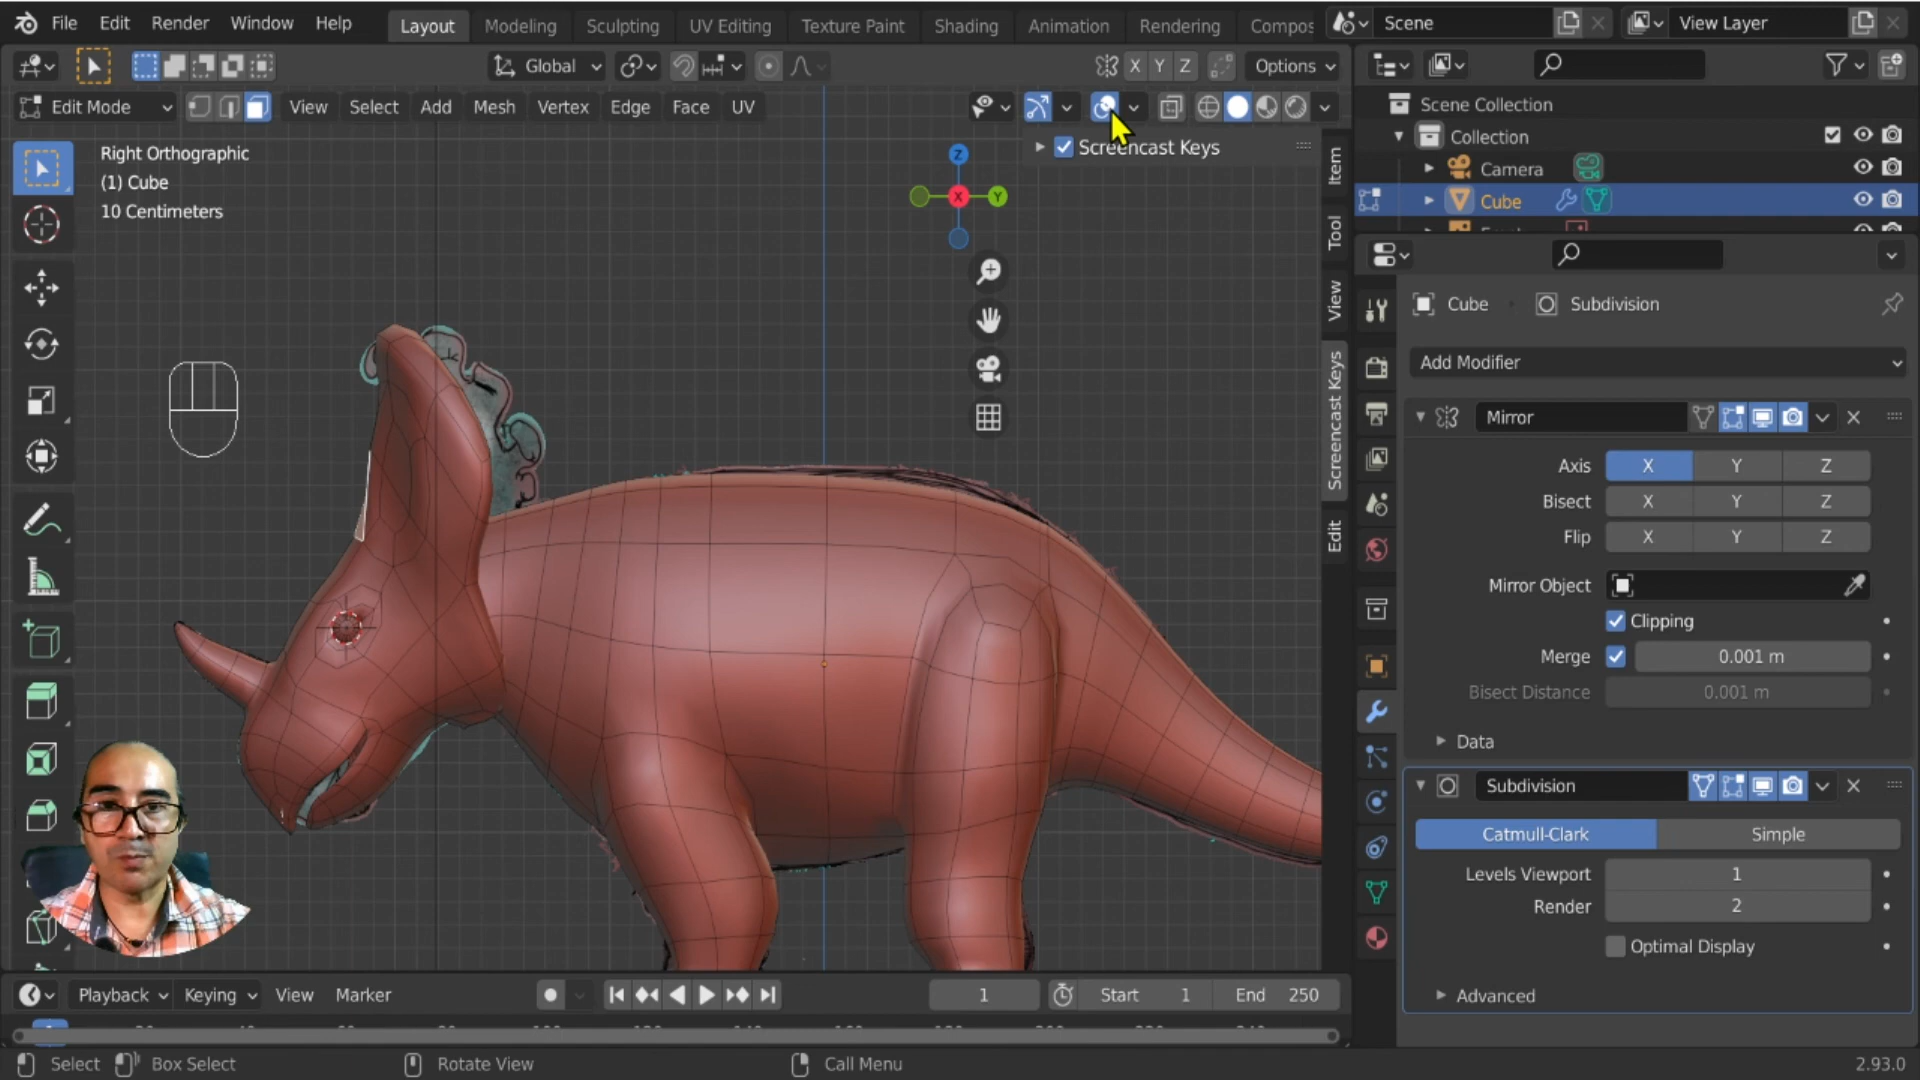 File Edit Render Window Help Layout Modeling Sculpting UV Editing Texture Paint Shading Animation Rendering Compos Scene View Layer
Global X Y Z Options
Edit Mode View Select Add Mesh Vertex Edge Face UV
Scene Collection
Collection
Camera
Cube
Right Orthographic
(1) Cube
10 Centimeters
Screencast Keys
Z
X
Y
Item
Tool
View
Screencast Keys
Edit
Cube Subdivision
Add Modifier
Mirror
Axis X Y Z
Bisect X Y Z
Flip X Y Z
Mirror Object
Clipping
Merge 0.001 m
Bisect Distance 0.001 m
Data
Subdivision
Catmull-Clark Simple
Levels Viewport 1
Render 2
Optimal Display
Advanced
Playback Keying View Marker 1 Start 1 End 250
Select Box Select Rotate View Call Menu 2.93.0